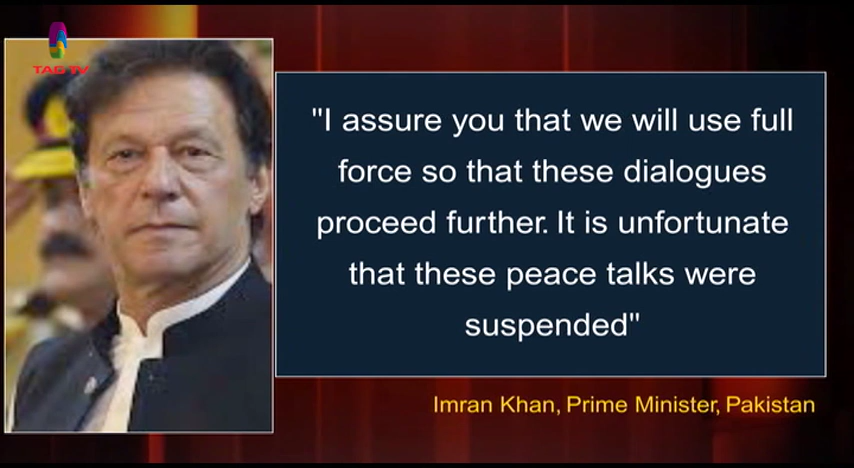 TAG TV
"I assure you that we will use full
force so that these dialogues
proceed further. It is unfortunate
that these peace talks were
suspended"
Imran Khan, Prime Minister, Pakistan